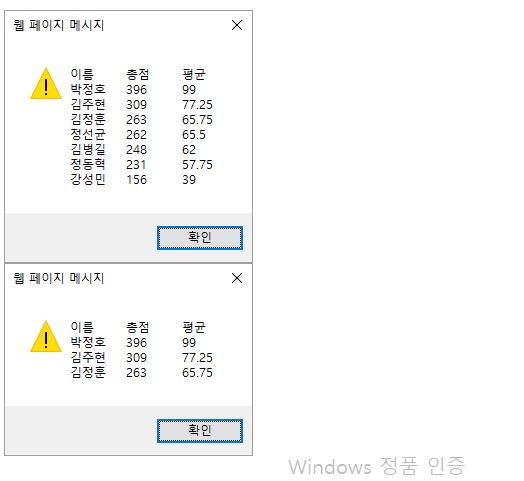 웹 페이지 메시지
이름 총점 평균
박정호 396 99
김주현 309 77.25
김정훈 263 65.75
정선균 262 65.5
김병길 248 62
정동혁 231 57.75
강성민 156 39
확인
웹 페이지 메시지
이름 총점 평균
박정호 396 99
김주현 309 77.25
김정훈 263 65.75
확인
Windows 정품 인증